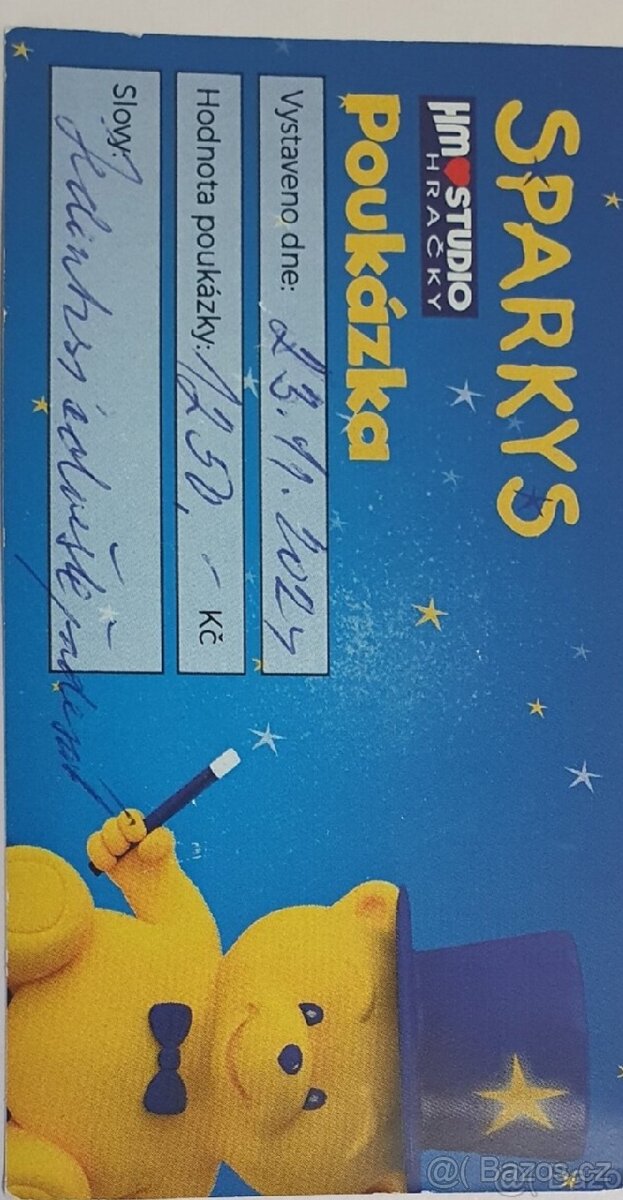 SPARKYS
HM STUDIO
HRAČKY
Poukázka
Vystaveno dne: 23.11.2024
Hodnota poukázky: 1250,- Kč
Slovy:
@( Bazos.cz